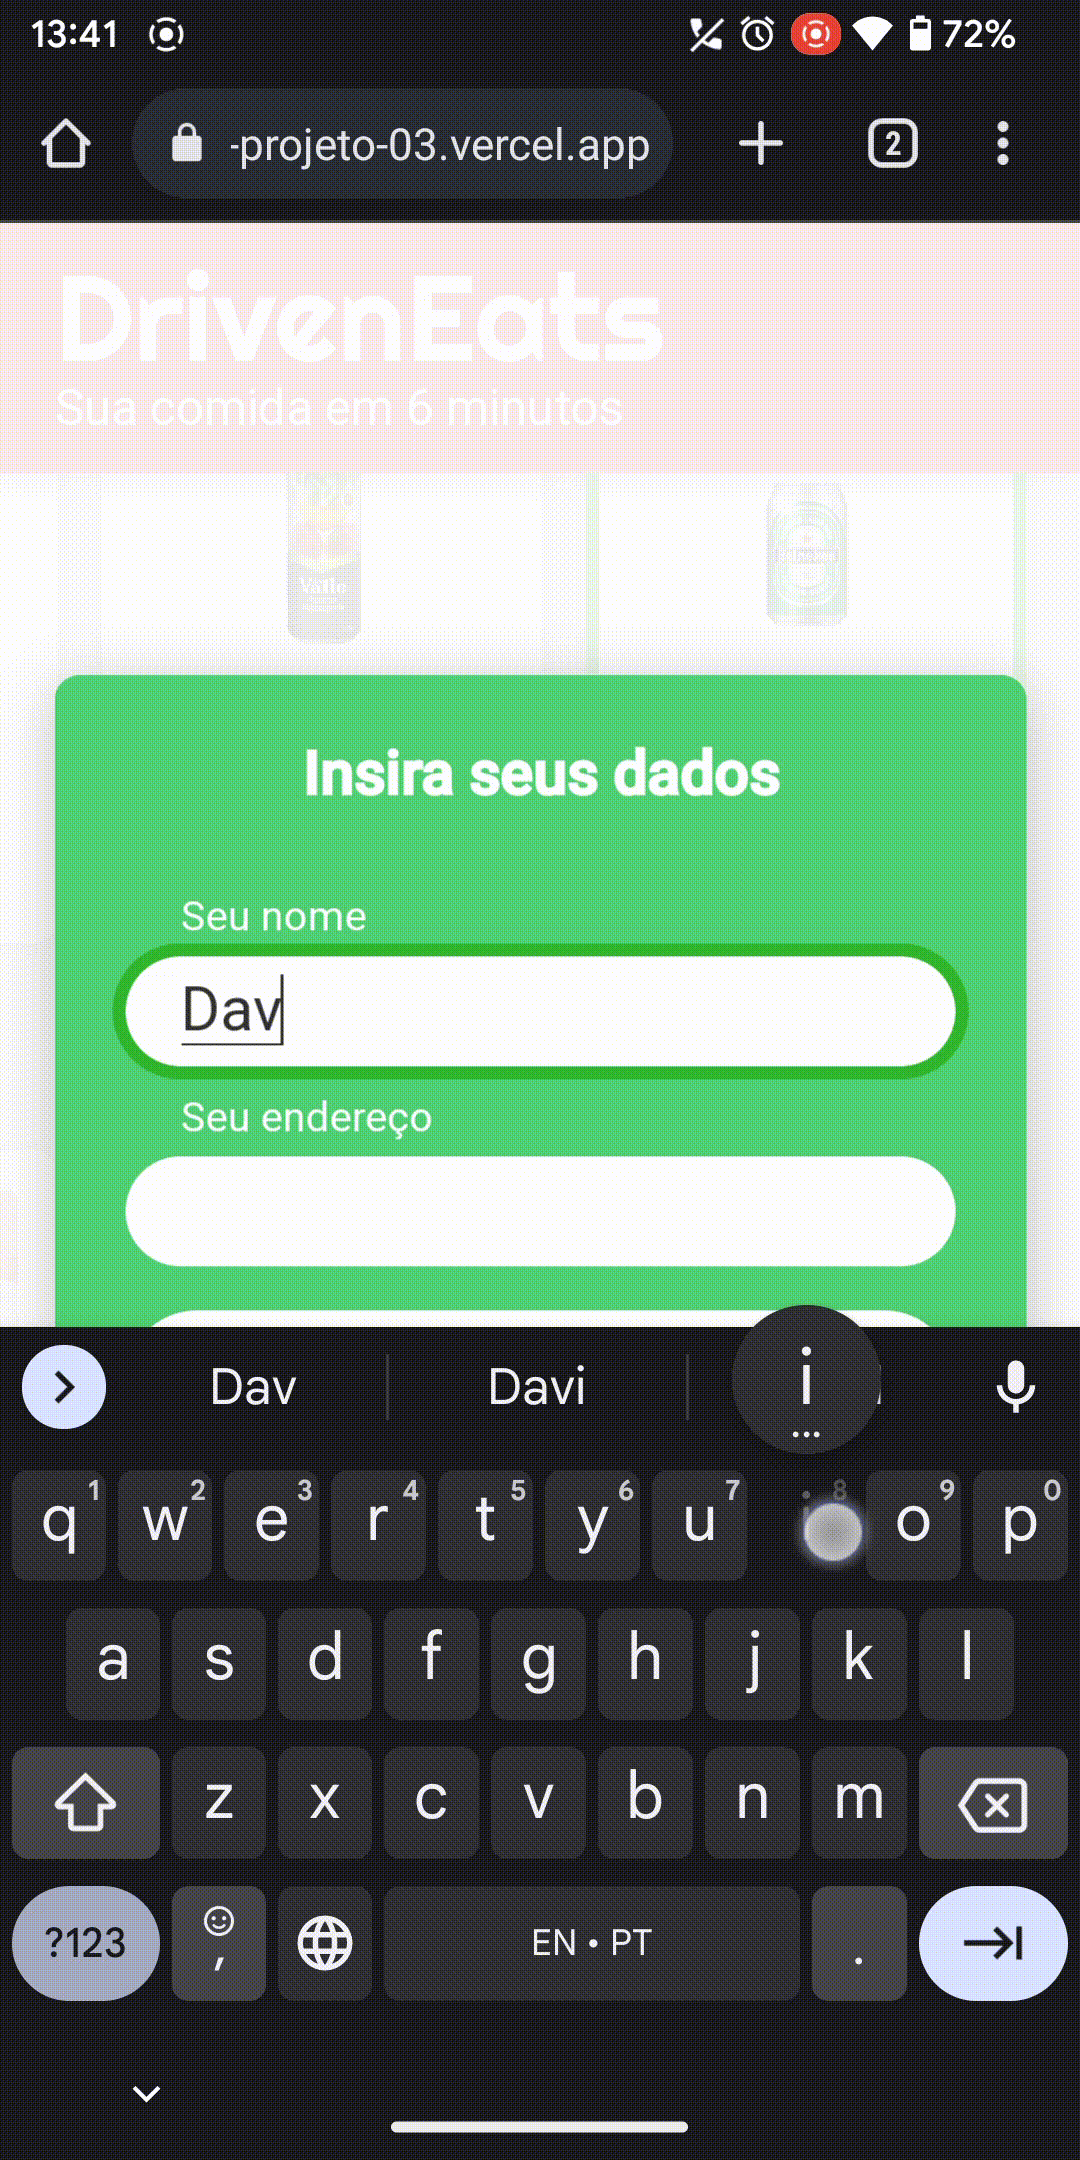 13:41 72%
-projeto-03.vercel.app 2
DrivenEats
Sua comida em 6 minutos
Insira seus dados
Seu nome
Dav
Seu endereço
Dav Davi i
...
q1 w2 e3 r4 t5 y6 u7 8 o9 p0
a s d f g h j k l
z x c v b n m
?123 , EN • PT .